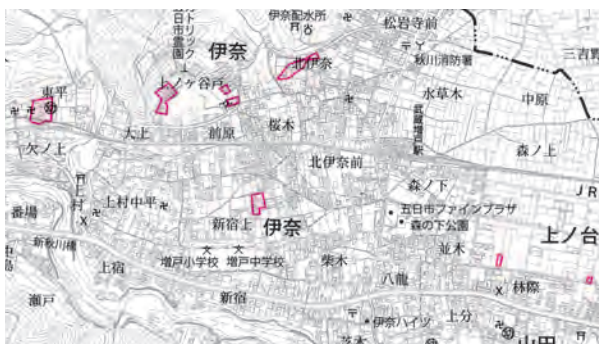 カトリック
五日市霊園
伊奈配水所
松岩寺前
伊奈
北伊奈
秋川消防署
三吉野
東平
上ノヶ谷戸
水草木
中原
大上
前原
桜木
武蔵増戸駅
欠ノ上
北伊奈前
森ノ上
森ノ下
JR
上村
上村中平
番場
五日市ファインプラザ
森の下公園
新宿上
伊奈
上ノ台
新秋川橋
並木
増戸小学校
増戸中学校
柴木
上宿
八龍
林際
瀬戸
新宿
上分
伊奈ハイツ
山田